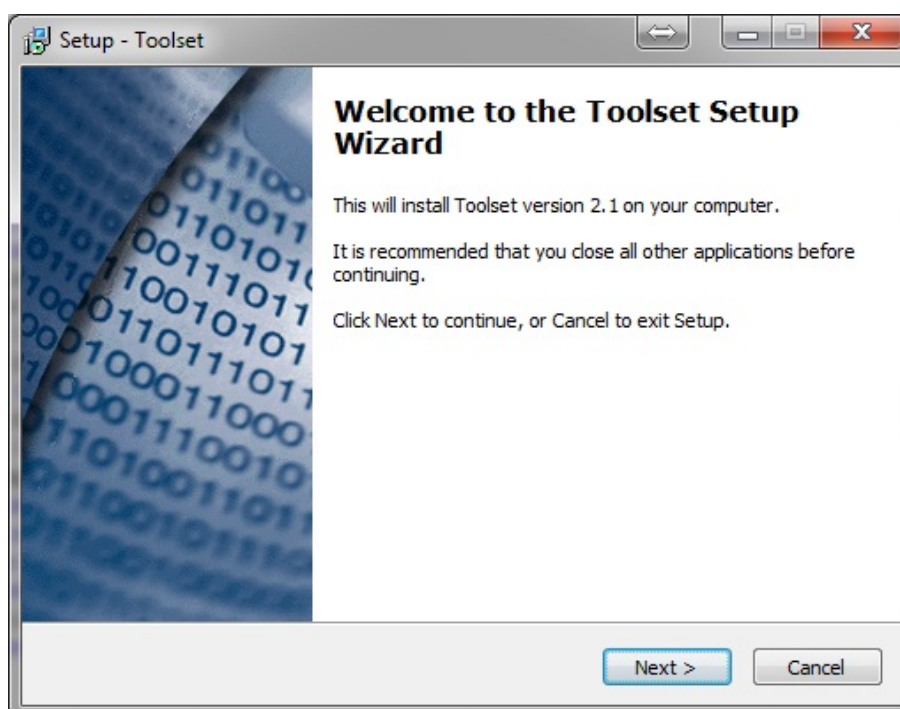 Setup - Toolset
Welcome to the Toolset Setup
Wizard
This will install Toolset version 2.1 on your computer.
It is recommended that you close all other applications before
continuing.
Click Next to continue, or Cancel to exit Setup.
Next >
Cancel